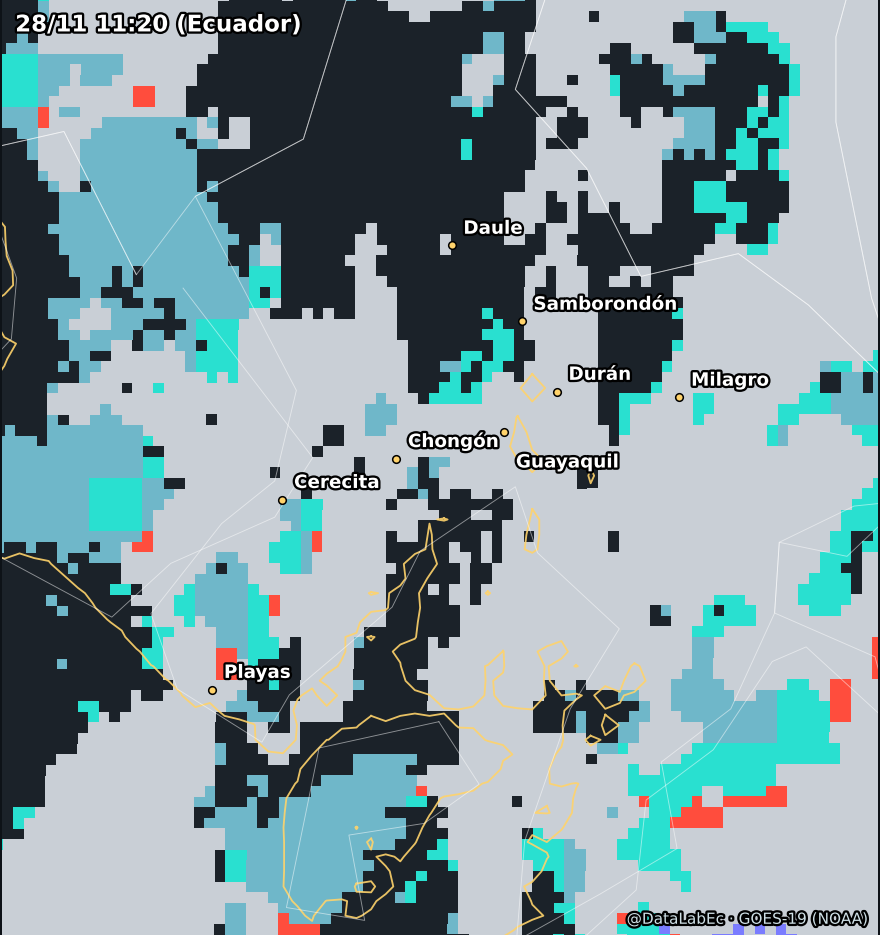 28/11 11:20 (Ecuador)
Daule
Samborondón
Durán
Milagro
Chongón
Guayaquil
Cerecita
Playas
@DataLabEc · GOES-19 (NOAA)